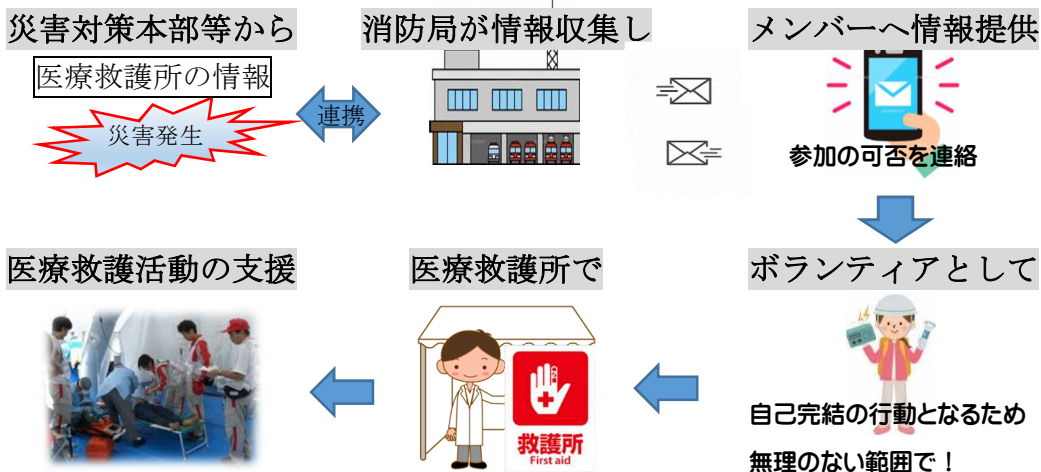 災害対策本部等から
医療救護所の情報
災害発生
連携
消防局が情報収集し
メンバーへ情報提供
参加の可否を連絡
ボランティアとして
自己完結の行動となるため
無理のない範囲で！
医療救護所で
救護所
First aid
医療救護活動の支援